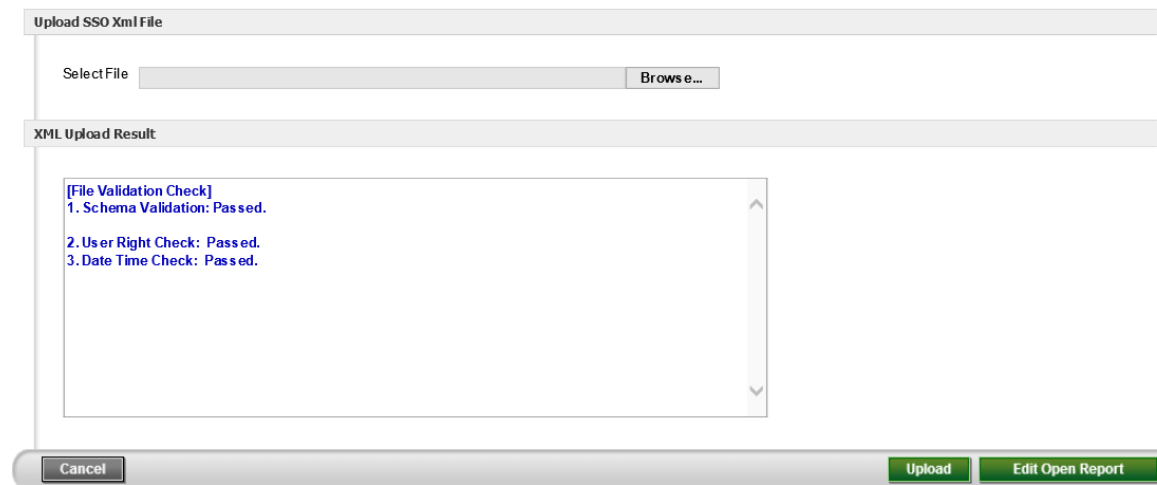 Upload SSO Xml File
Select File
Browse...
XML Upload Result
[File Validation Check]
1. Schema Validation: Passed.
2. User Right Check: Passed.
3. Date Time Check: Passed.
Cancel
Upload
Edit Open Report